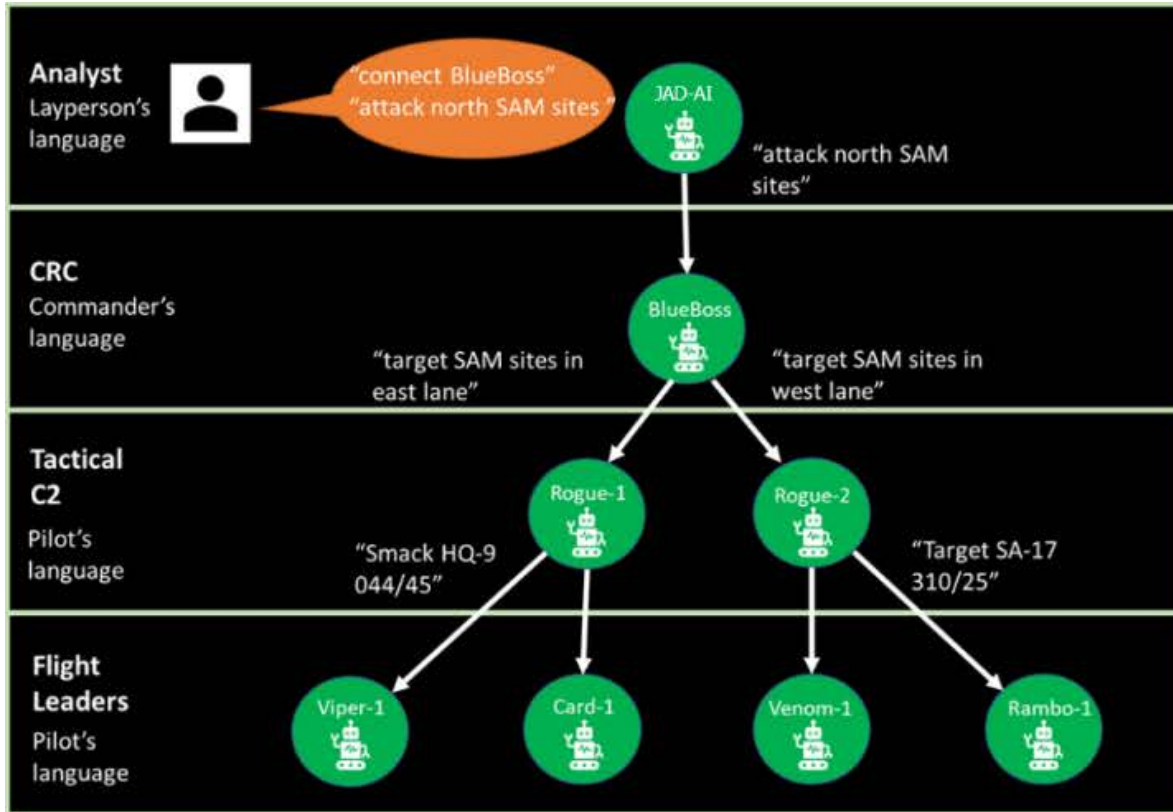 Analyst
Layperson's
language
"connect BlueBoss"
"attack north SAM sites "
JAD-AI
"attack north SAM
sites"
CRC
Commander's
language
BlueBoss
"target SAM sites in
east lane"
"target SAM sites in
west lane"
Tactical
C2
Pilot's
language
Rogue-1
Rogue-2
"Smack HQ-9
044/45"
"Target SA-17
310/25"
Flight
Leaders
Pilot's
language
Viper-1
Card-1
Venom-1
Rambo-1